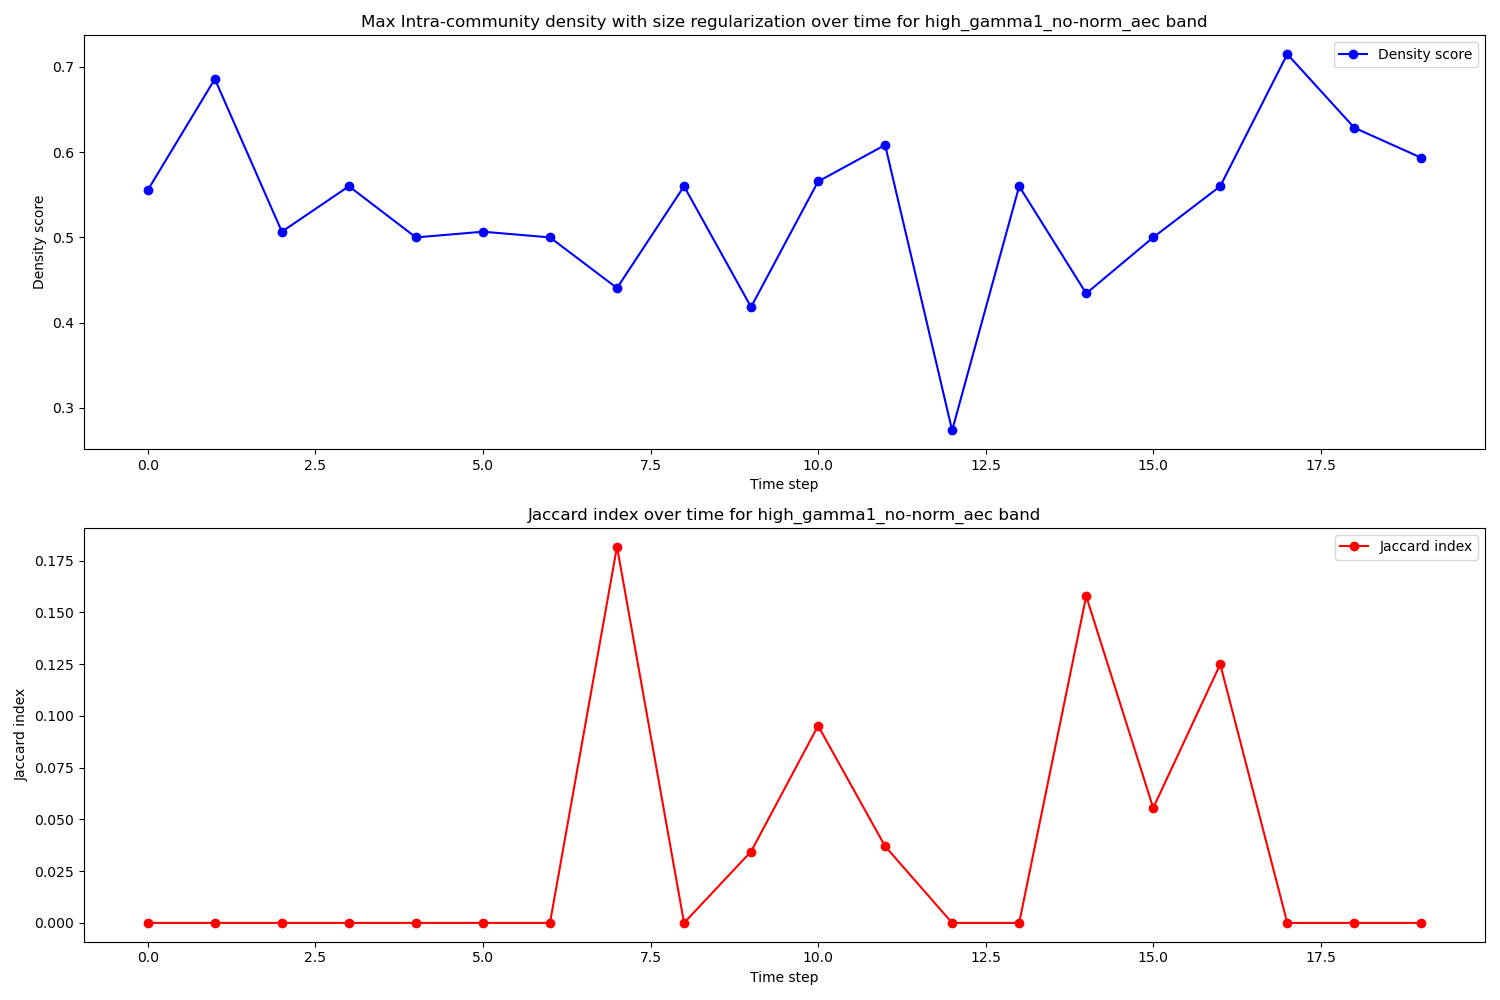 Max Intra-community density with size regularization over time for high_gamma1_no-norm_aec band
Density score
0.7
0.6
0.5
0.4
0.3
Density score
0.0 2.5 5.0 7.5 10.0 12.5 15.0 17.5
Time step
Jaccard index over time for high_gamma1_no-norm_aec band
Jaccard index
0.175
0.150
0.125
0.100
0.075
0.050
0.025
0.000
Jaccard index
0.0 2.5 5.0 7.5 10.0 12.5 15.0 17.5
Time step